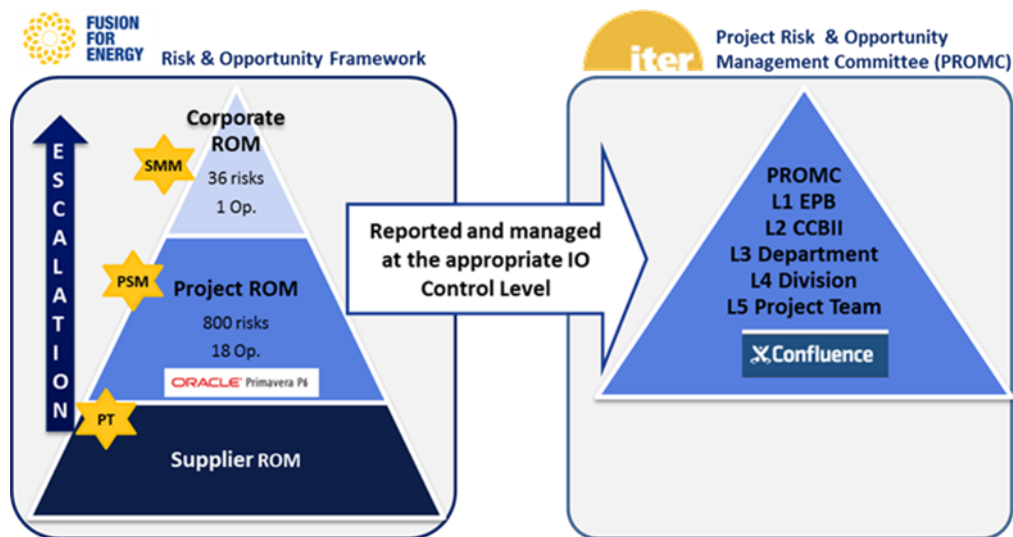 FUSION
FOR
ENERGY
Risk & Opportunity Framework
ESCALATION
SMM
Corporate
ROM
36 risks
1 Op.
PSM
Project ROM
800 risks
18 Op.
ORACLE Primavera P6
PT
Supplier ROM
Reported and managed
at the appropriate IO
Control Level
iter
Project Risk & Opportunity
Management Committee (PROMC)
PROMC
L1 EPB
L2 CCBII
L3 Department
L4 Division
L5 Project Team
Confluence